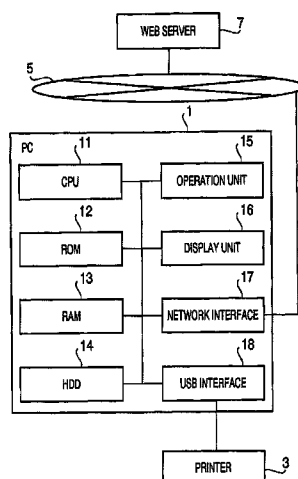 WEB SERVER
7
5
1
PC
11
15
CPU
OPERATION UNIT
12
16
ROM
DISPLAY UNIT
13
17
RAM
NETWORK INTERFACE
14
18
HDD
USB INTERFACE
PRINTER
3